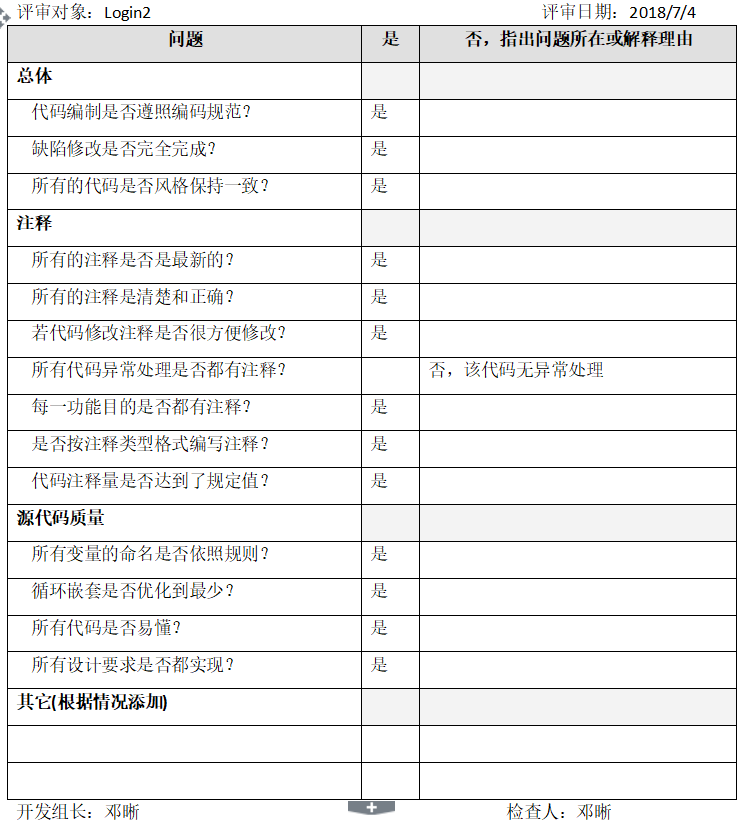 评审对象：Login2 评审日期：2018/7/4
问题 是 否，指出问题所在或解释理由
总体
代码编制是否遵照编码规范？ 是
缺陷修改是否完全完成？ 是
所有的代码是否风格保持一致？ 是
注释
所有的注释是否是最新的？ 是
所有的注释是清楚和正确？ 是
若代码修改注释是否很方便修改？ 是
所有代码异常处理是否都有注释？ 否，该代码无异常处理
每一功能目的是否都有注释？ 是
是否按注释类型格式编写注释？ 是
代码注释量是否达到了规定值？ 是
源代码质量
所有变量的命名是否依照规则？ 是
循环嵌套是否优化到最少？ 是
所有代码是否易懂？ 是
所有设计要求是否都实现？ 是
其它(根据情况添加)
开发组长：邓晰 检查人：邓晰